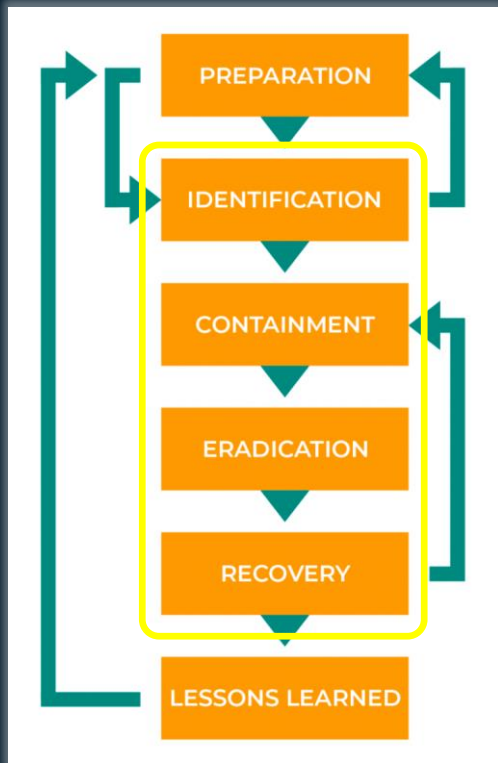 PREPARATION
IDENTIFICATION
CONTAINMENT
ERADICATION
RECOVERY
LESSONS LEARNED